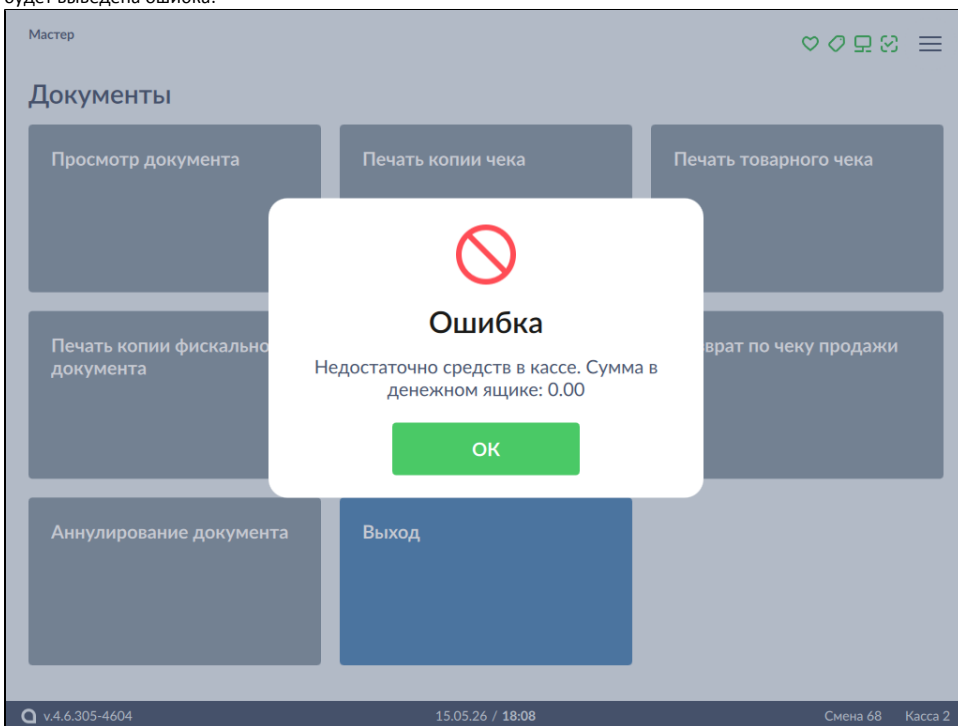 будет выведена ошибка:
Мастер
Документы
Просмотр документа
Печать копии чека
Печать товарного чека
Ошибка
Недостаточно средств в кассе. Сумма в
денежном ящике: 0.00
ОК
Печать копии фискально
документа
врат по чеку продажи
Аннулирование документа
Выход
v.4.6.305-4604
15.05.26 / 18:08
Смена 68
Касса 2